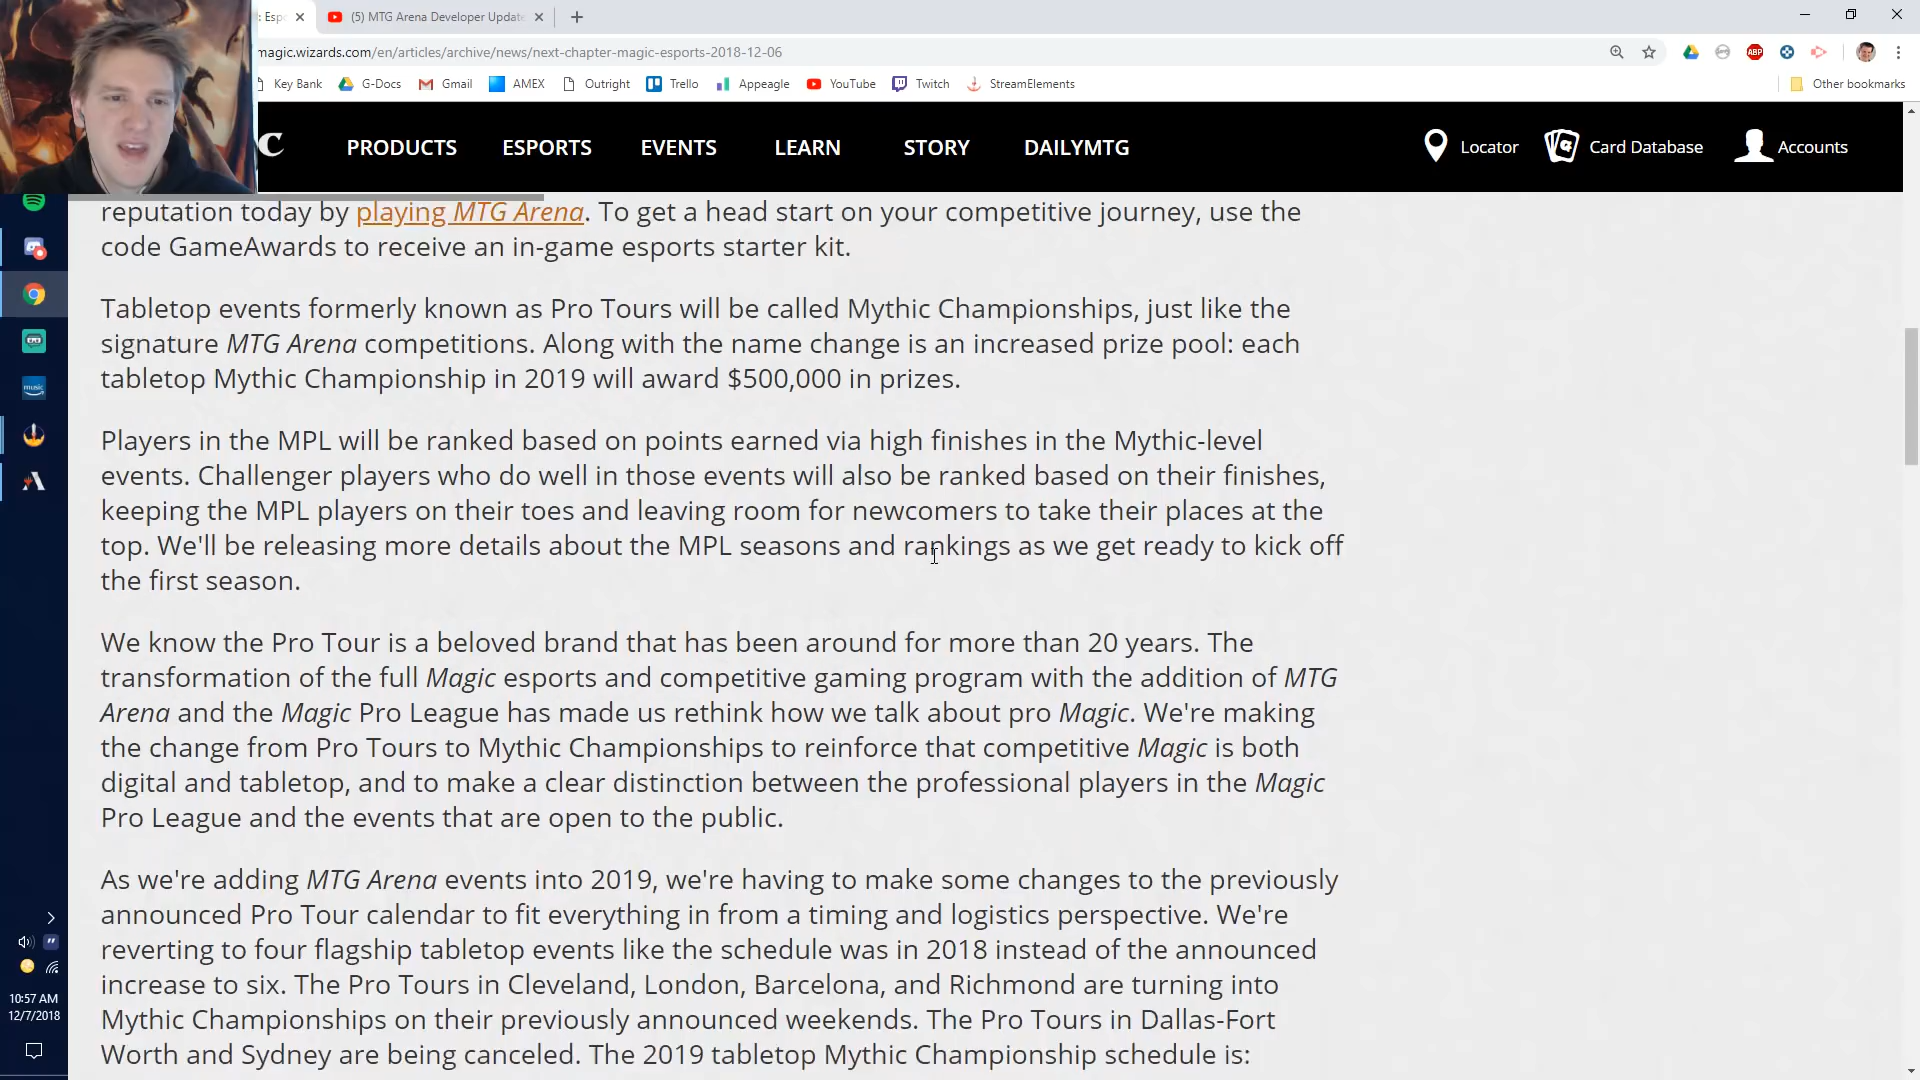 : Espo
(5) MTG Arena Developer Update
magic.wizards.com/en/articles/archive/news/next-chapter-magic-esports-2018-12-06
Key Bank G-Docs Gmail AMEX Outright Trello Appeagle YouTube Twitch StreamElements Other bookmarks
C PRODUCTS ESPORTS EVENTS LEARN STORY DAILYMTG Locator Card Database Accounts
reputation today by playing MTG Arena. To get a head start on your competitive journey, use the
code GameAwards to receive an in-game esports starter kit.
Tabletop events formerly known as Pro Tours will be called Mythic Championships, just like the
signature MTG Arena competitions. Along with the name change is an increased prize pool: each
tabletop Mythic Championship in 2019 will award $500,000 in prizes.
Players in the MPL will be ranked based on points earned via high finishes in the Mythic-level
events. Challenger players who do well in those events will also be ranked based on their finishes,
keeping the MPL players on their toes and leaving room for newcomers to take their places at the
top. We'll be releasing more details about the MPL seasons and rankings as we get ready to kick off
the first season.
We know the Pro Tour is a beloved brand that has been around for more than 20 years. The
transformation of the full Magic esports and competitive gaming program with the addition of MTG
Arena and the Magic Pro League has made us rethink how we talk about pro Magic. We're making
the change from Pro Tours to Mythic Championships to reinforce that competitive Magic is both
digital and tabletop, and to make a clear distinction between the professional players in the Magic
Pro League and the events that are open to the public.
As we're adding MTG Arena events into 2019, we're having to make some changes to the previously
announced Pro Tour calendar to fit everything in from a timing and logistics perspective. We're
reverting to four flagship tabletop events like the schedule was in 2018 instead of the announced
increase to six. The Pro Tours in Cleveland, London, Barcelona, and Richmond are turning into
Mythic Championships on their previously announced weekends. The Pro Tours in Dallas-Fort
Worth and Sydney are being canceled. The 2019 tabletop Mythic Championship schedule is:
music
ABP
10:57 AM
12/7/2018